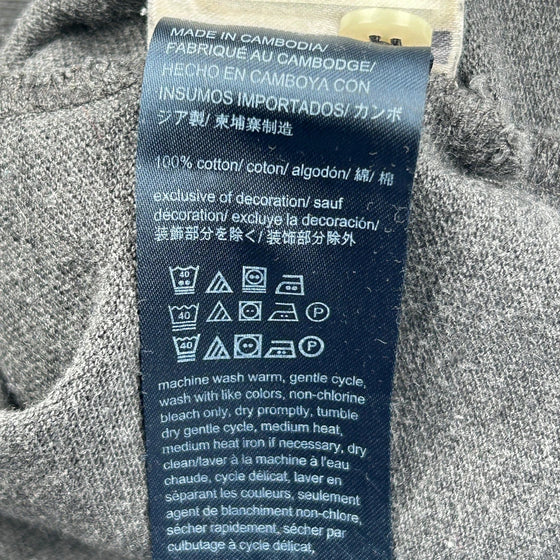 MADE IN CAMBODIA/
FABRIQUÉ AU CAMBODGE/
HECHO EN CAMBOYA CON
INSUMOS IMPORTADOS/ カンボ
ジア製/ 柬埔寨制造
100% cotton/ coton/ algodón/ 綿/ 棉
exclusive of decoration/ sauf
décoration/ excluye la decoración/
装飾部分を除く/ 装饰部分除外
40
40 P
40 P
machine wash warm, gentle cycle,
wash with like colors, non-chlorine
bleach only, dry promptly, tumble
dry gentle cycle, medium heat,
medium heat iron if necessary, dry
clean/laver à la machine à l'eau
chaude, cycle délicat, laver en
séparant les couleurs, seulement
agent de blanchiment non-chlorin,
sécher rapidement, sécher par
culbutage à cycle délicat,